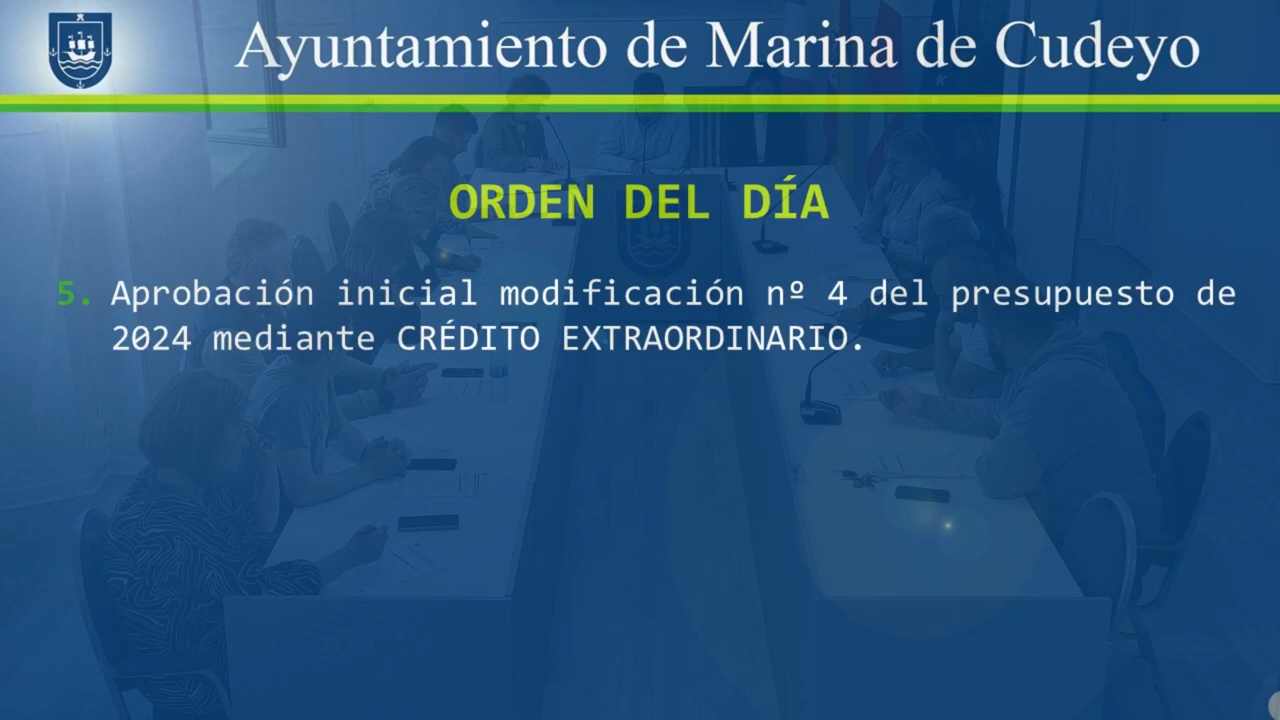 Ayuntamiento de Marina de Cudeyo
ORDEN DEL DÍA
5. Aprobación inicial modificación nº 4 del presupuesto de
2024 mediante CRÉDITO EXTRAORDINARIO.